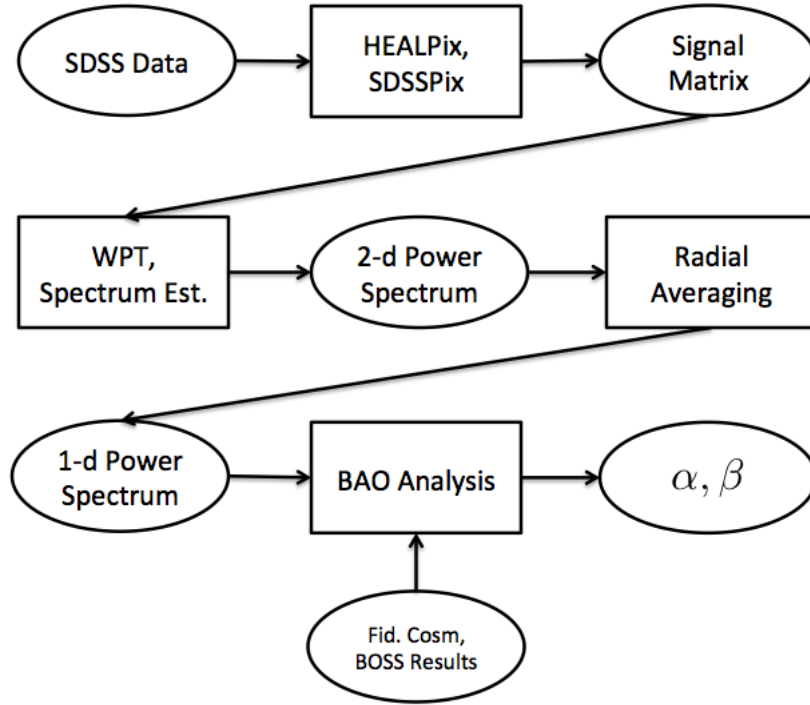 SDSS Data
HEALPix,
SDSSPix
Signal
Matrix
WPT,
Spectrum Est.
2-d Power
Spectrum
Radial
Averaging
1-d Power
Spectrum
BAO Analysis
α, β
Fid. Cosm,
BOSS Results